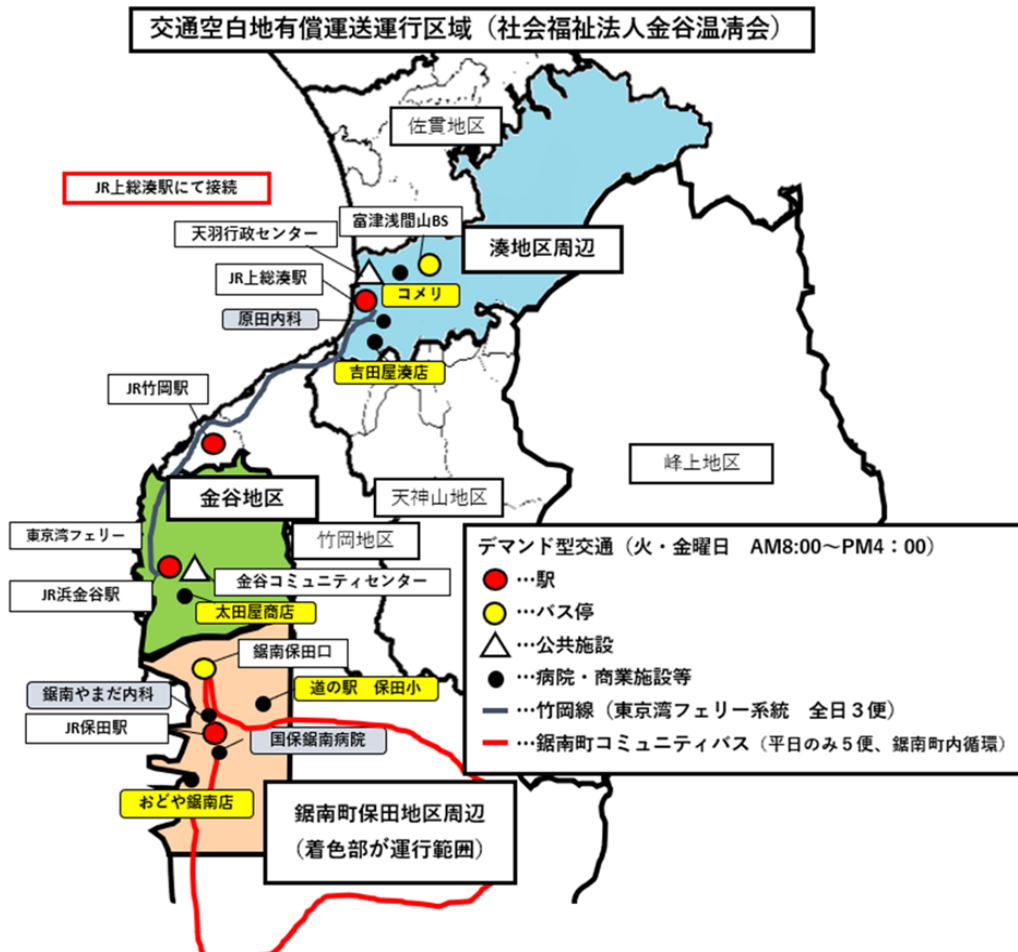 交通空白地有償運送運行区域（社会福祉法人金谷温凊会）
佐貫地区
JR上総湊駅にて接続
富津浅間山BS
天羽行政センター
湊地区周辺
JR上総湊駅
コメリ
原田内科
吉田屋湊店
JR竹岡駅
峰上地区
金谷地区
天神山地区
東京湾フェリー
竹岡地区
JR浜金谷駅
金谷コミュニティセンター
太田屋商店
デマンド型交通（火・金曜日　AM8:00～PM4：00）
…駅
…バス停
…公共施設
…病院・商業施設等
…竹岡線（東京湾フェリー系統　全日３便）
…鋸南町コミュニティバス（平日のみ５便、鋸南町内循環）
鋸南保田口
鋸南やまだ内科
道の駅　保田小
JR保田駅
国保鋸南病院
おどや鋸南店
鋸南町保田地区周辺
（着色部が運行範囲）